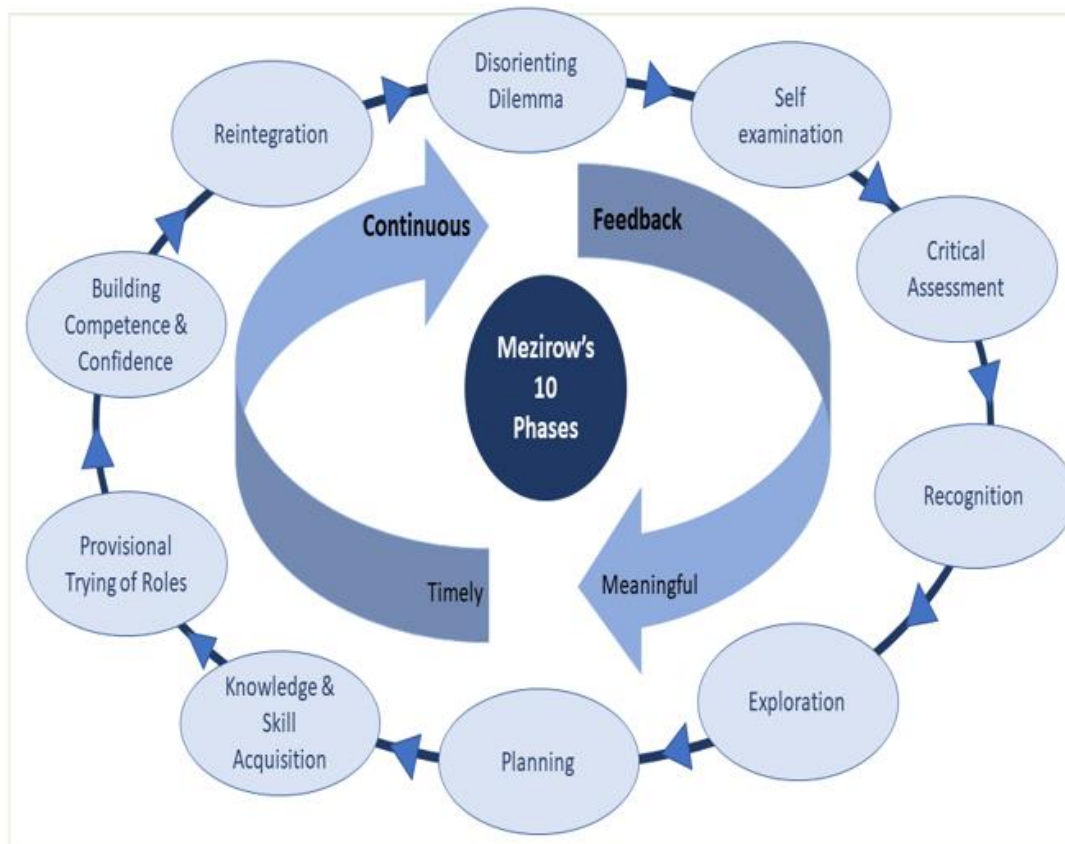 Disorienting
Dilemma
Self
examination
Critical
Assessment
Recognition
Exploration
Planning
Knowledge &
Skill
Acquisition
Provisional
Trying of Roles
Building
Competence &
Confidence
Reintegration
Continuous
Feedback
Meaningful
Timely
Mezirow's
10
Phases